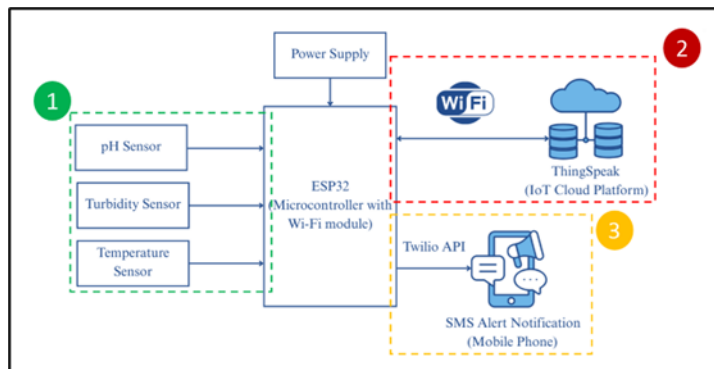 Power Supply
2
1
WiFi
pH Sensor
ThingSpeak
(IoT Cloud Platform)
ESP32
(Microcontroller with
Wi-Fi module)
Turbidity Sensor
3
Temperature
Sensor
Twilio API
SMS Alert Notification
(Mobile Phone)